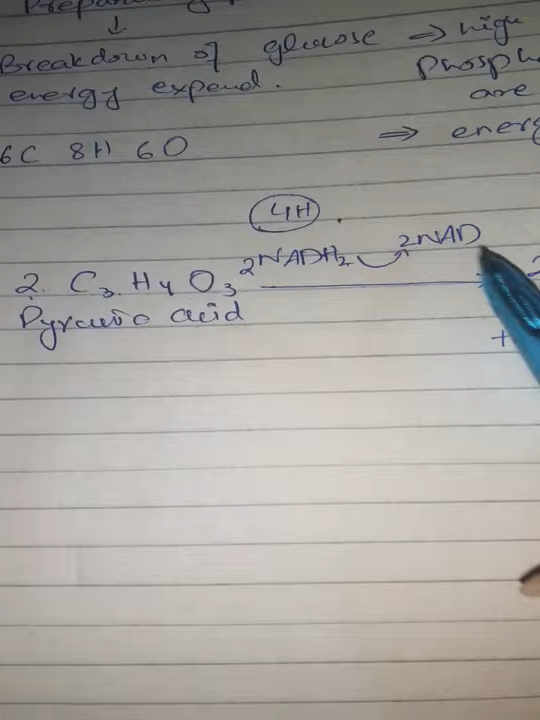 ↓
Breakdown of glucose ⇒ high
energy expend. phosph
are
6C 8H 6O ⇒ energ
4H .
2NADH₂ 2NAD
2. C₃ H₄ O₃ 2
Pyruvic acid +